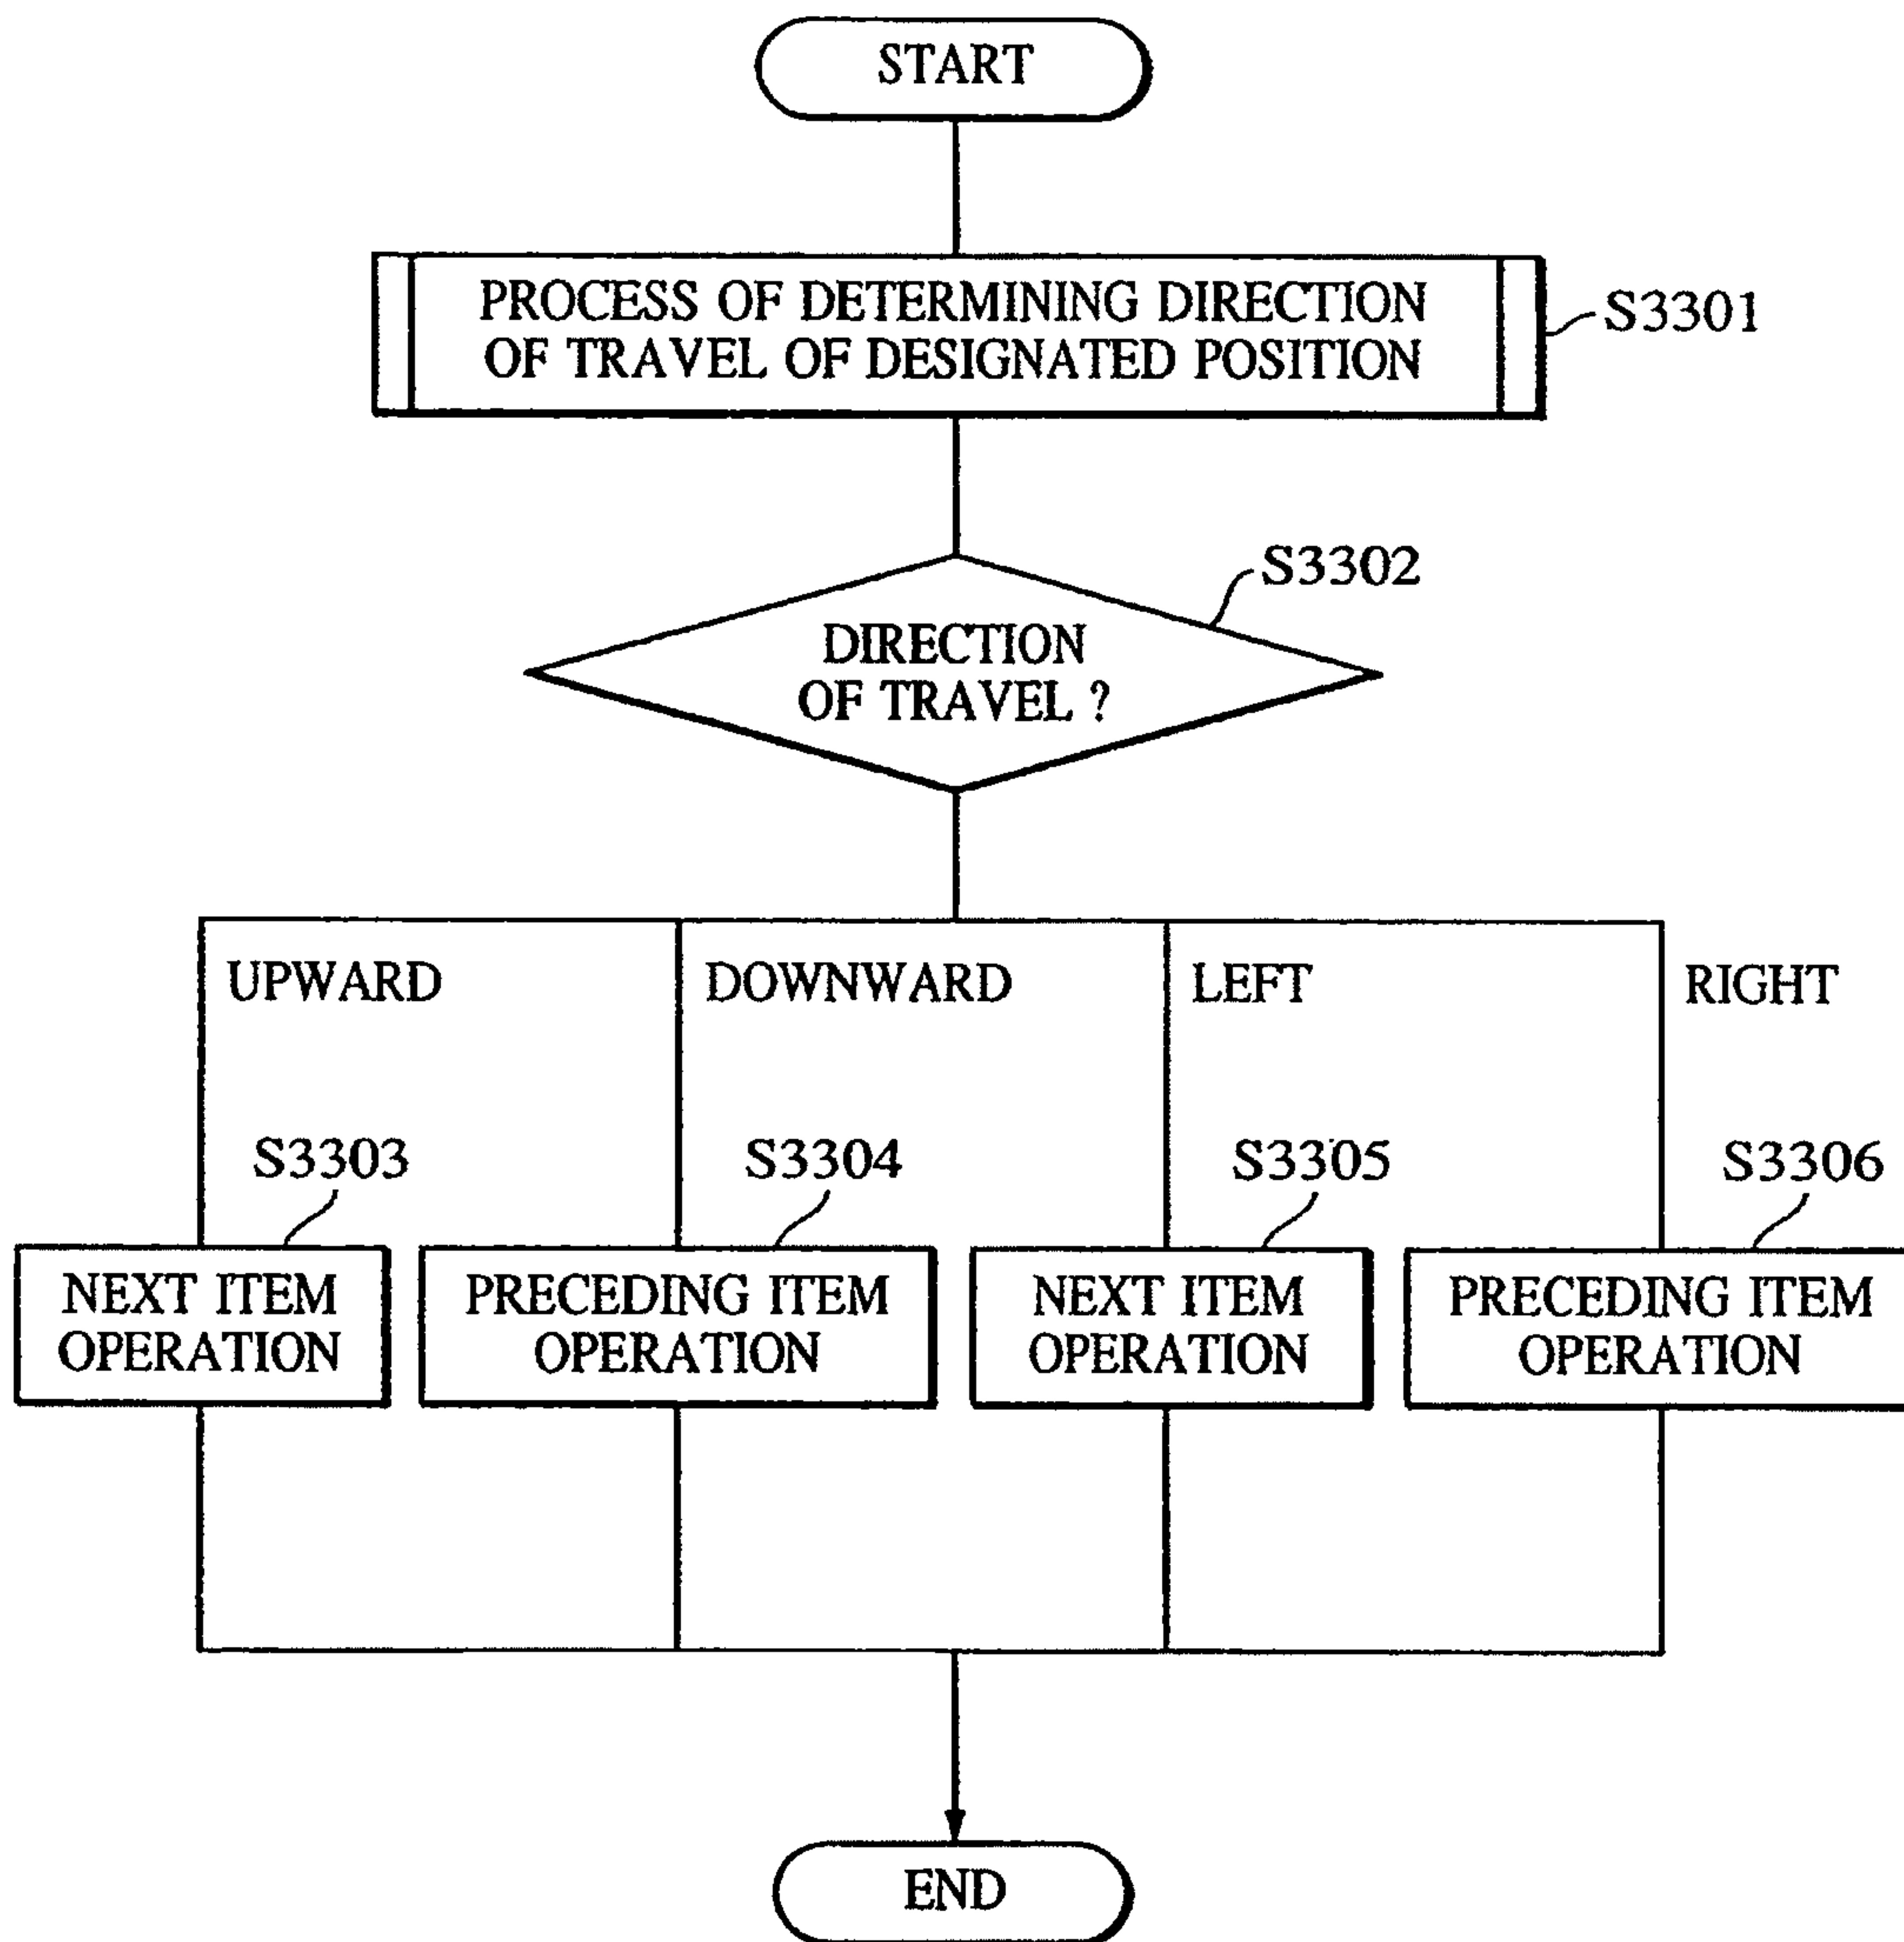 START
PROCESS OF DETERMINING DIRECTION
OF TRAVEL OF DESIGNATED POSITION
S3301
S3302
DIRECTION
OF TRAVEL ?
UPWARD
DOWNWARD
LEFT
RIGHT
S3303
S3304
S3305
S3306
NEXT ITEM
OPERATION
PRECEDING ITEM
OPERATION
NEXT ITEM
OPERATION
PRECEDING ITEM
OPERATION
END